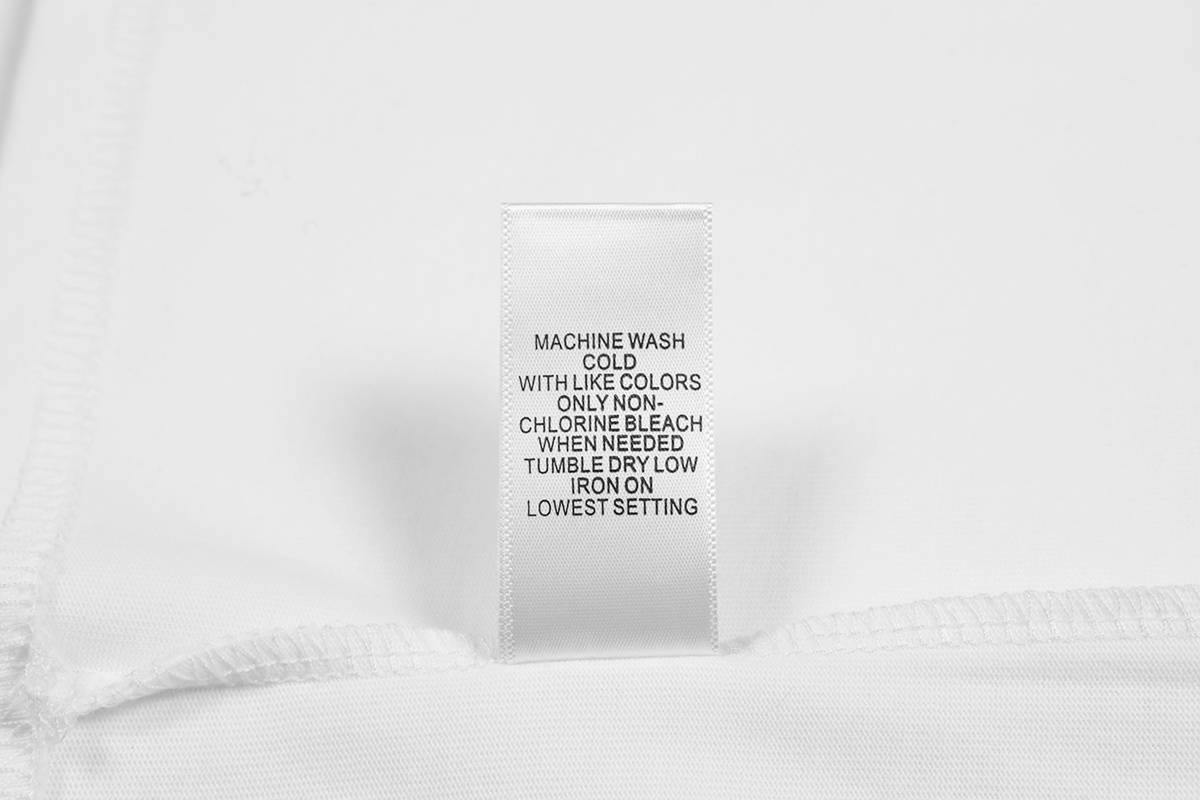 MACHINE WASH
COLD
WITH LIKE COLORS
ONLY NON-
CHLORINE BLEACH
WHEN NEEDED
TUMBLE DRY LOW
IRON ON
LOWEST SETTING